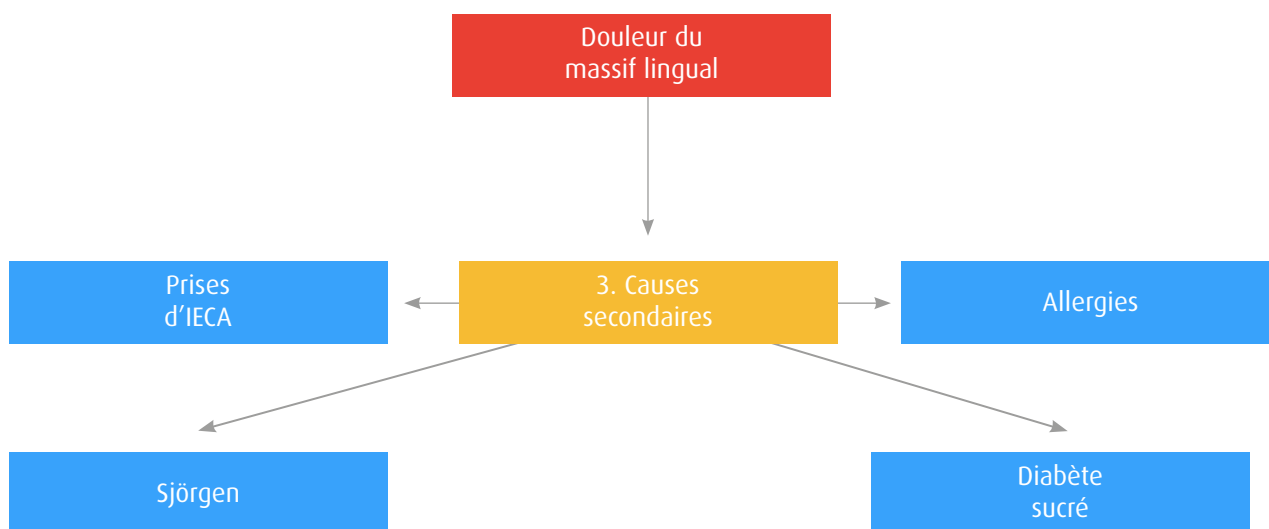 Douleur du
massif lingual
Prises
d'IECA
3. Causes
secondaires
Allergies
Sjörgen
Diabète
sucré